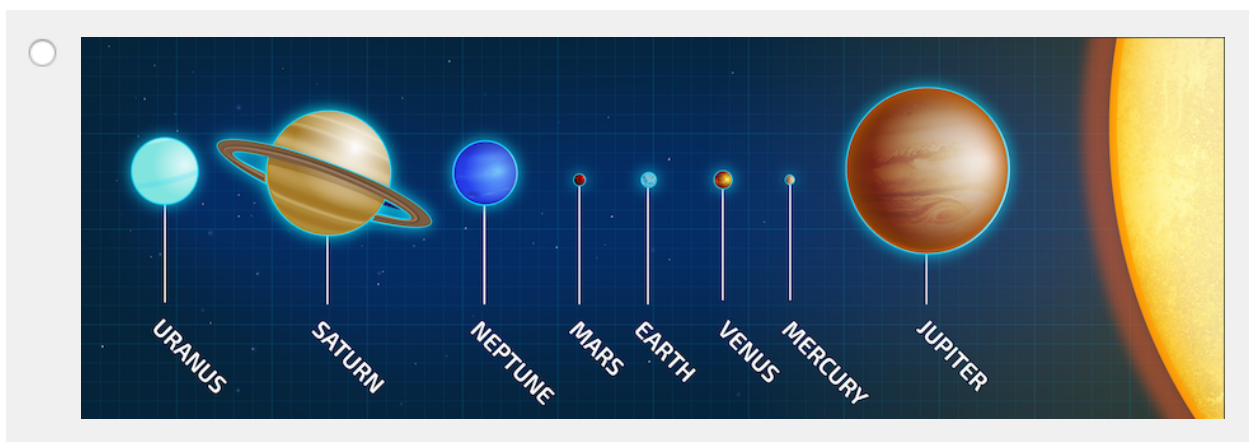 URANUS
SATURN
NEPTUNE
MARS
EARTH
VENUS
MERCURY
JUPITER